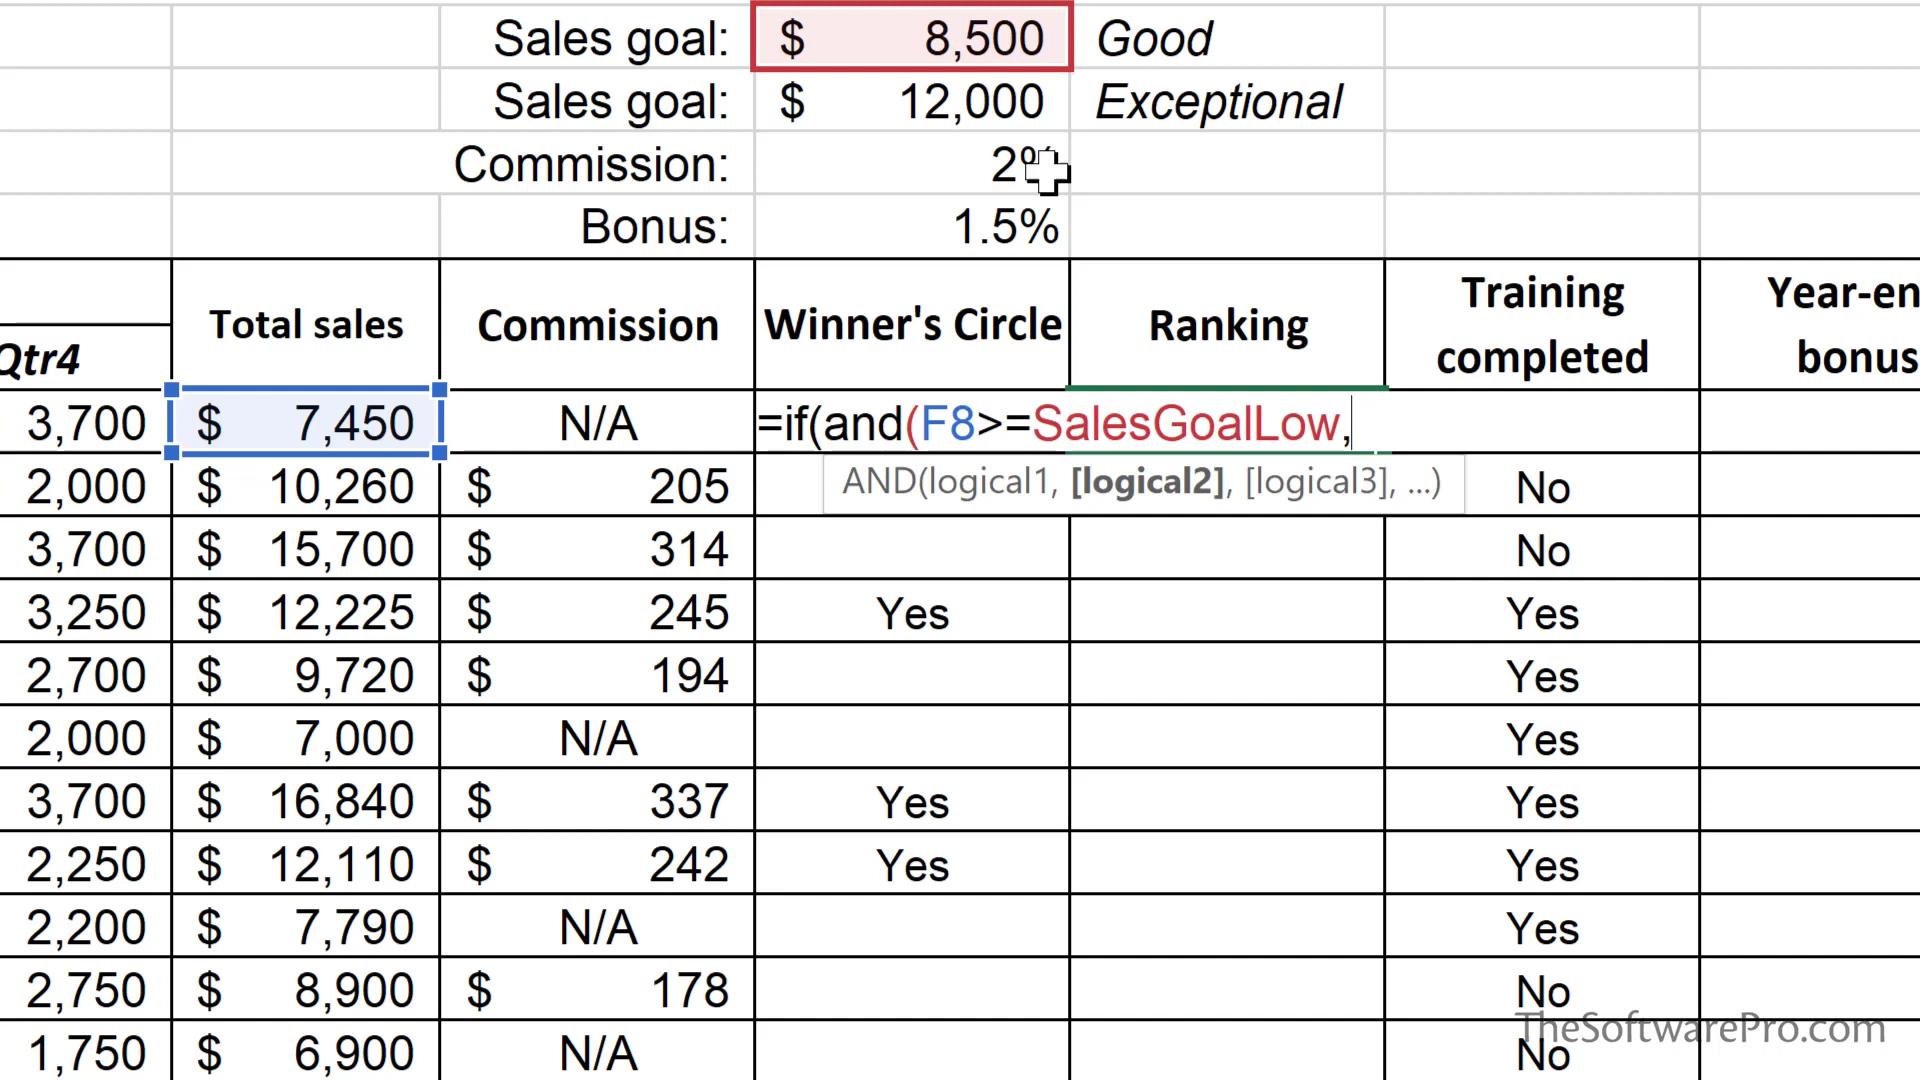 Sales goal: $ 8,500 Good
Sales goal: $ 12,000 Exceptional
Commission: 2%
Bonus: 1.5%
Qtr4 Total sales Commission Winner's Circle Ranking Training completed Year-en bonus
3,700 $ 7,450 N/A =if(and(F8>=SalesGoalLow,
AND(logical1, [logical2], [logical3], ...)
2,000 $ 10,260 $ 205 No
3,700 $ 15,700 $ 314 No
3,250 $ 12,225 $ 245 Yes Yes
2,700 $ 9,720 $ 194 Yes
2,000 $ 7,000 N/A Yes
3,700 $ 16,840 $ 337 Yes Yes
2,250 $ 12,110 $ 242 Yes Yes
2,200 $ 7,790 N/A Yes
2,750 $ 8,900 $ 178 No
1,750 $ 6,900 N/A No
TheSoftwarePro.com